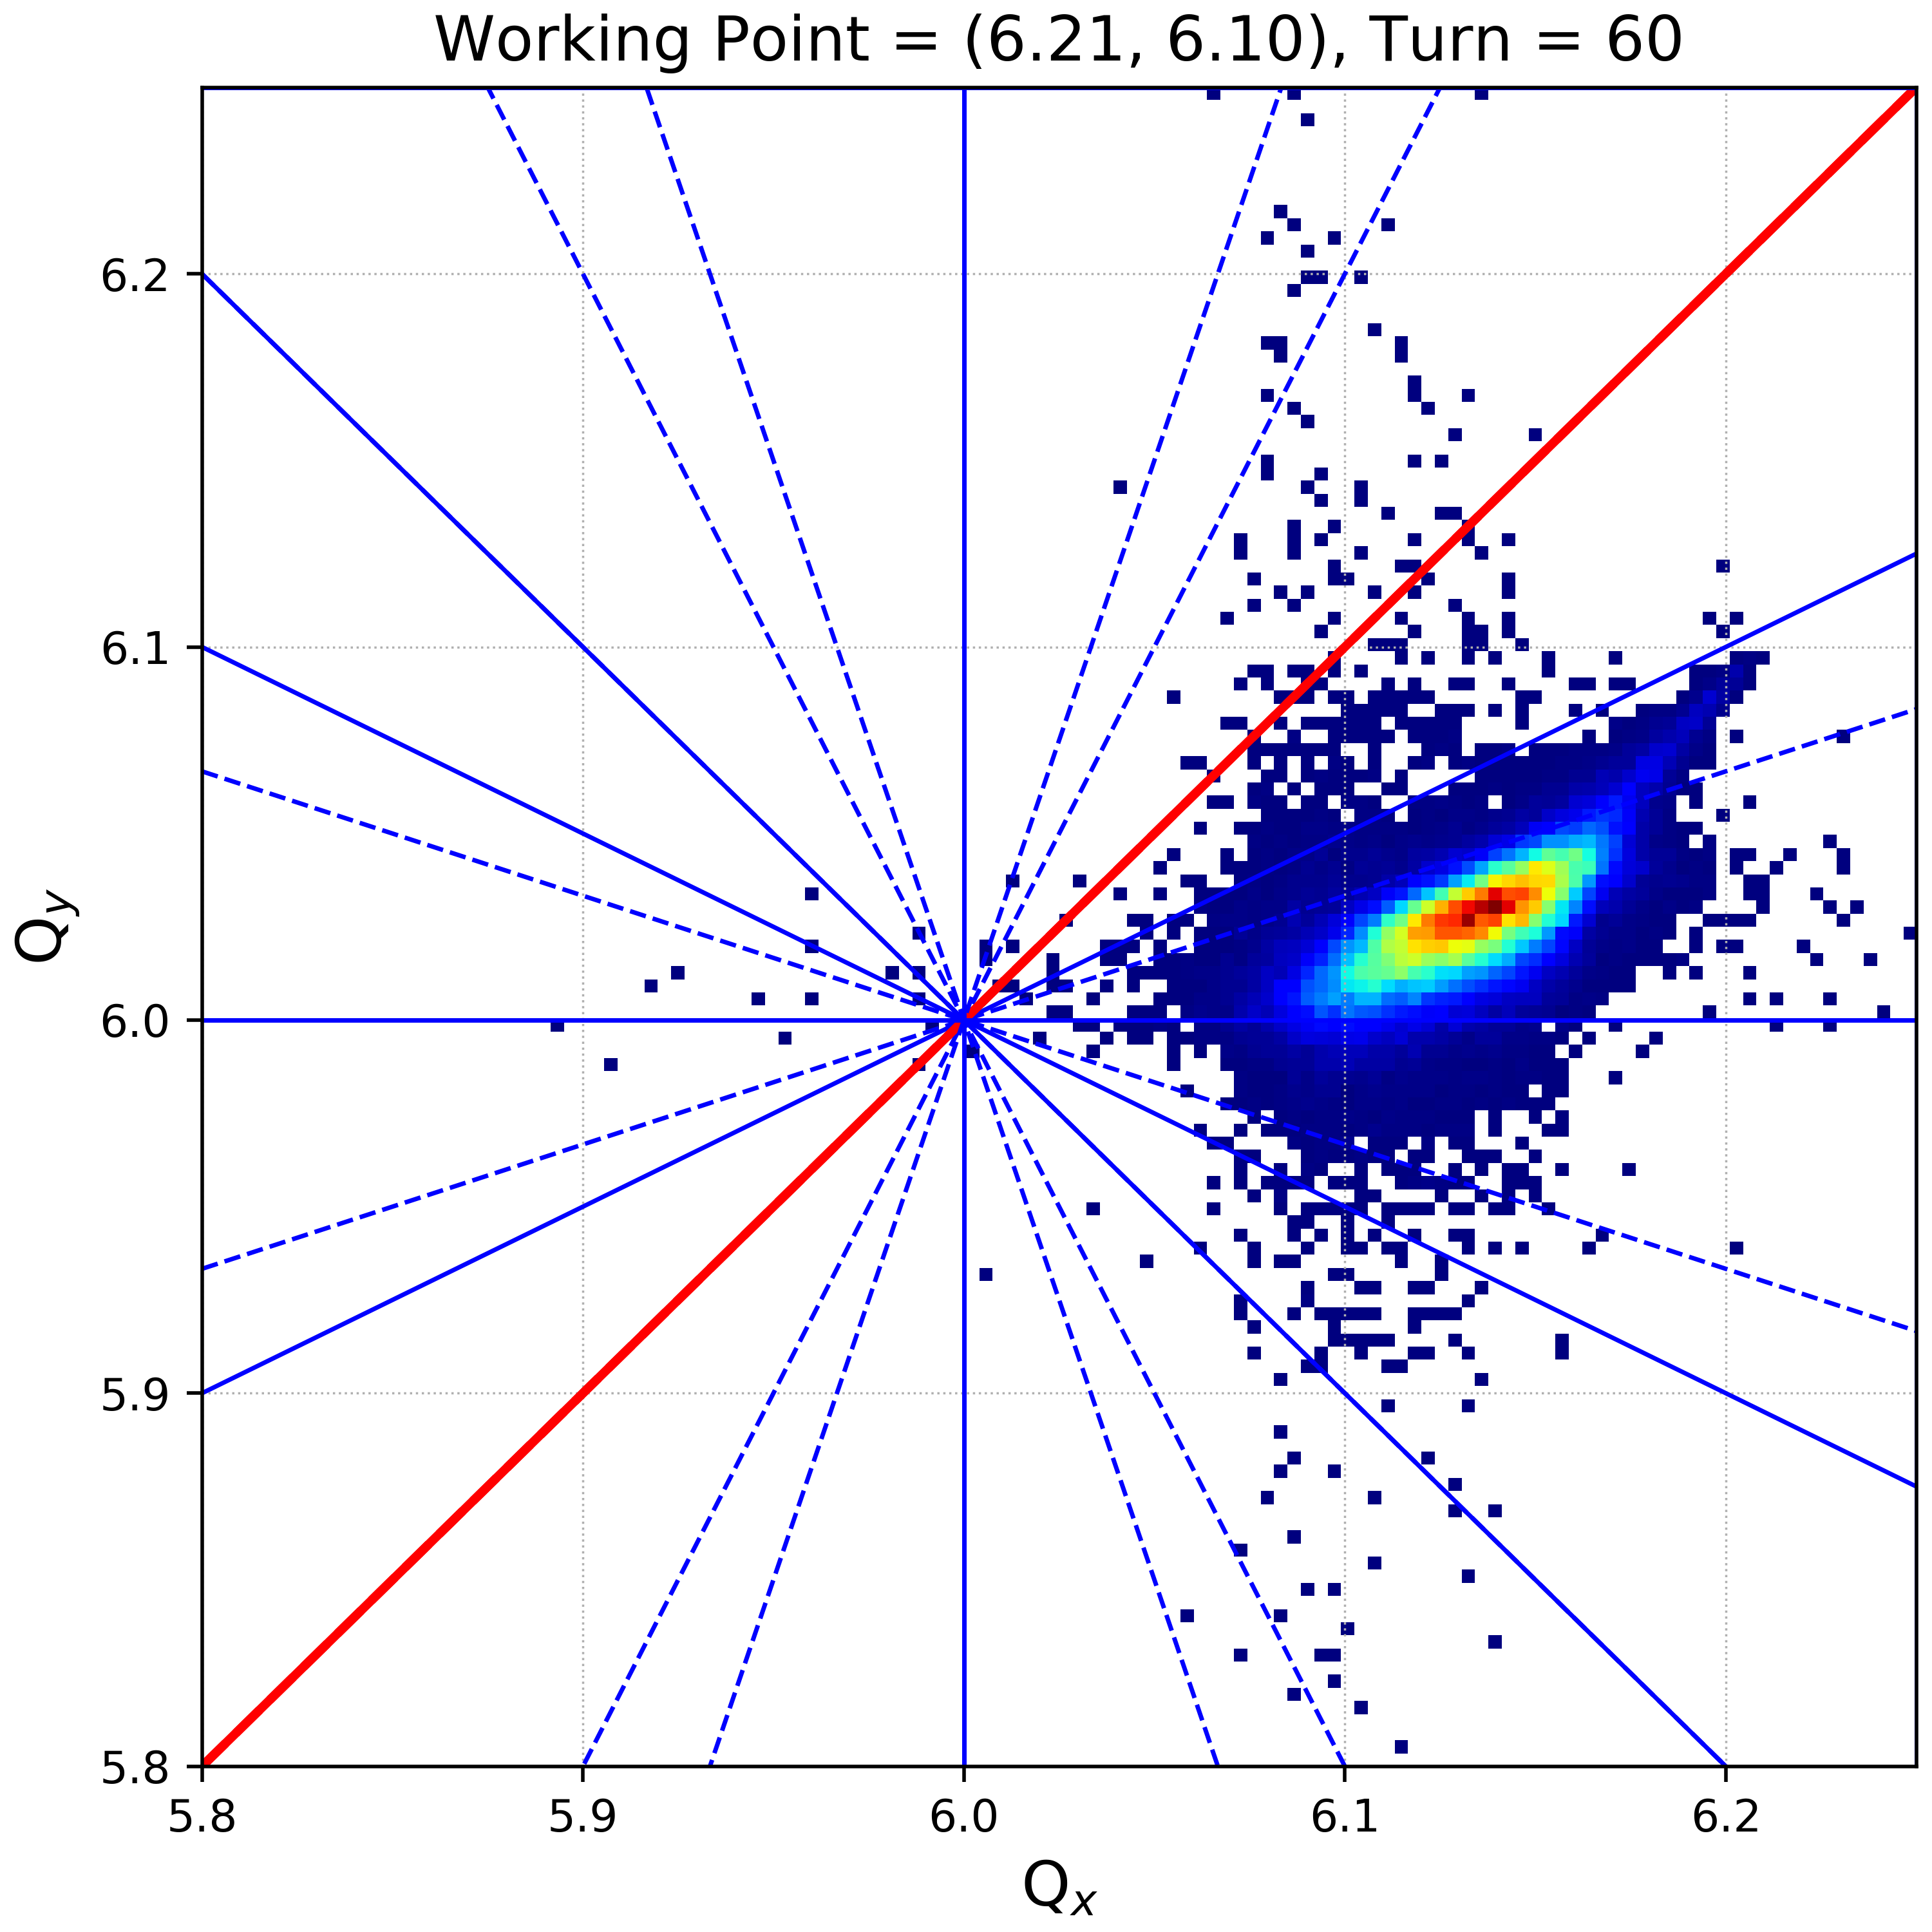 Working Point = (6.21, 6.10), Turn = 60
6.2
6.1
6.0
5.9
5.8
Qy
5.8 5.9 6.0 6.1 6.2
Qx